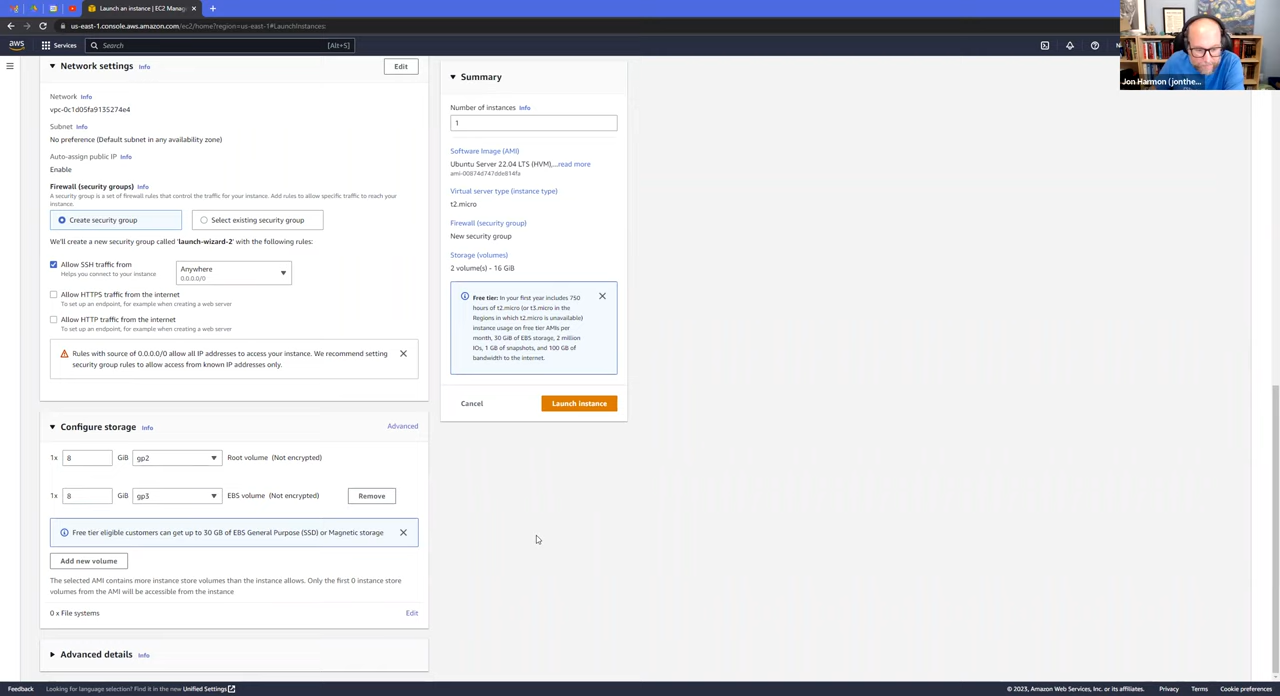 Launch an instance | EC2 Manag
us-east-1.console.aws.amazon.com/ec2/home?region=us-east-1#LaunchInstances:
aws
Services
Search
[Alt+S]
Jon Harmon (jonthe...
Network settings Info
Edit
Network Info
vpc-0c1d05fa9135274e4
Subnet Info
No preference (Default subnet in any availability zone)
Auto-assign public IP Info
Enable
Firewall (security groups) Info
A security group is a set of firewall rules that control the traffic for your instance. Add rules to allow specific traffic to reach your
instance.
Create security group
Select existing security group
We'll create a new security group called 'launch-wizard-2' with the following rules:
Allow SSH traffic from
Helps you connect to your instance
Anywhere
0.0.0.0/0
Allow HTTPS traffic from the internet
To set up an endpoint, for example when creating a web server
Allow HTTP traffic from the internet
To set up an endpoint, for example when creating a web server
Rules with source of 0.0.0.0/0 allow all IP addresses to access your instance. We recommend setting
security group rules to allow access from known IP addresses only.
Configure storage Info
Advanced
1x 8 GiB gp2 Root volume (Not encrypted)
1x 8 GiB gp3 EBS volume (Not encrypted) Remove
Free tier eligible customers can get up to 30 GB of EBS General Purpose (SSD) or Magnetic storage
Add new volume
The selected AMI contains more instance store volumes than the instance allows. Only the first 0 instance store
volumes from the AMI will be accessible from the instance
0 x File systems
Edit
Advanced details Info
Summary
Number of instances Info
1
Software Image (AMI)
Ubuntu Server 22.04 LTS (HVM),...read more
ami-00874d747dde814fa
Virtual server type (instance type)
t2.micro
Firewall (security group)
New security group
Storage (volumes)
2 volume(s) - 16 GiB
Free tier: In your first year includes 750
hours of t2.micro (or t3.micro in the
Regions in which t2.micro is unavailable)
instance usage on free tier AMIs per
month, 30 GiB of EBS storage, 2 million
IOs, 1 GB of snapshots, and 100 GB of
bandwidth to the internet.
Cancel
Launch instance
Feedback
Looking for language selection? Find it in the new Unified Settings
© 2023, Amazon Web Services, Inc. or its affiliates.
Privacy
Terms
Cookie preferences